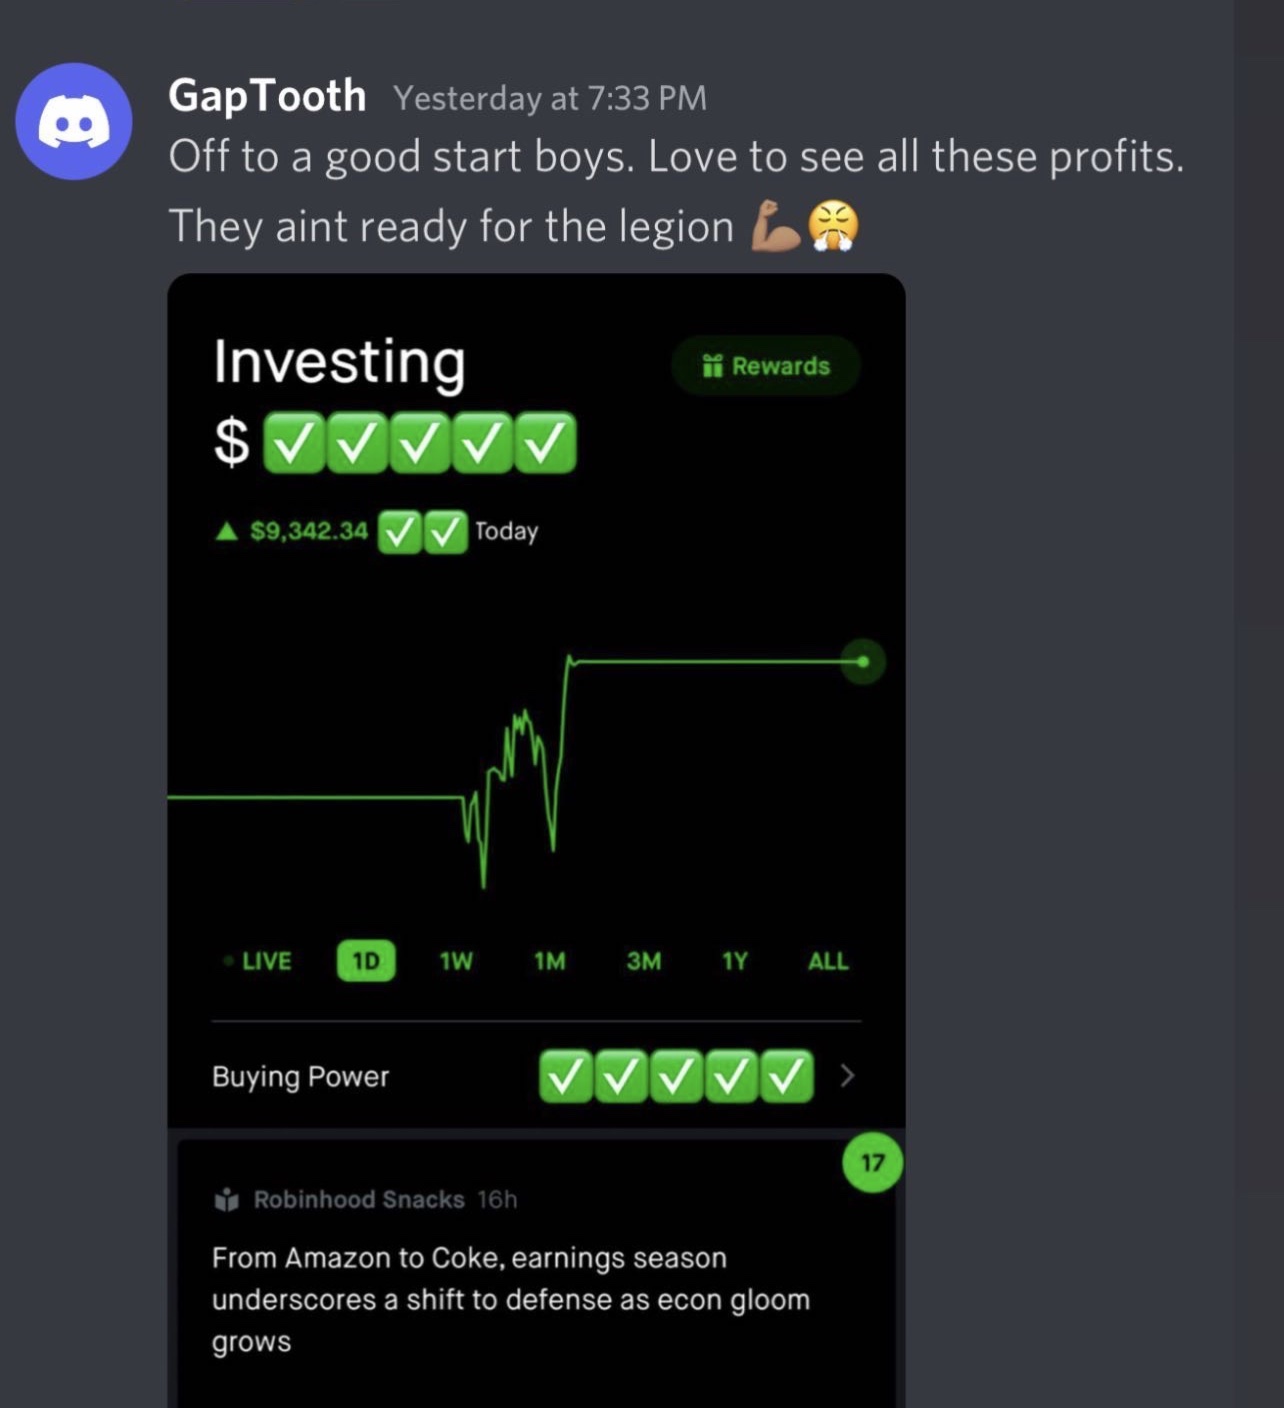 GapTooth Yesterday at 7:33 PM
Off to a good start boys. Love to see all these profits.
They aint ready for the legion 💪🏽😤
Investing
Rewards
$ ✅✅✅✅✅
▲ $9,342.34 ✅✅ Today
LIVE 1D 1W 1M 3M 1Y ALL
Buying Power ✅✅✅✅✅ >
17
Robinhood Snacks 16h
From Amazon to Coke, earnings season
underscores a shift to defense as econ gloom
grows